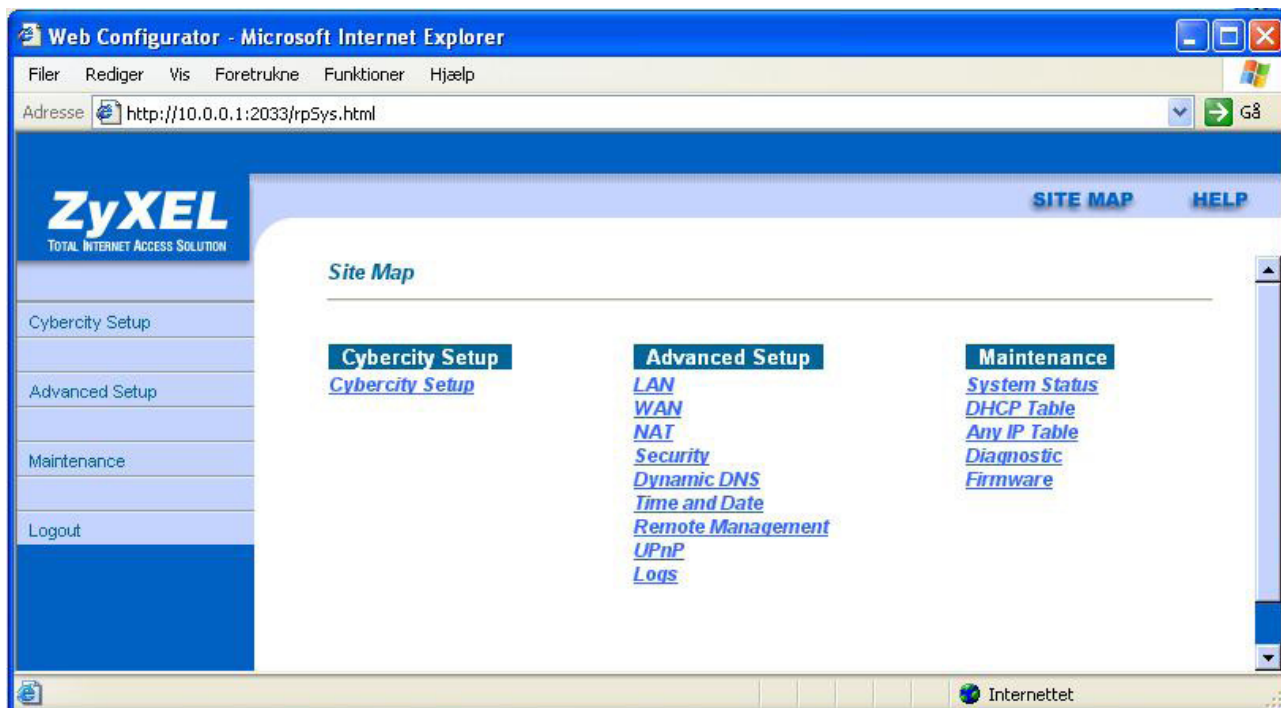 Web Configurator - Microsoft Internet Explorer
Filer Rediger Vis Foretrukne Funktioner Hjælp
Adresse http://10.0.0.1:2033/rpSys.html Gå
ZyXEL
TOTAL INTERNET ACCESS SOLUTION
SITE MAP HELP
Site Map
Cybercity Setup
Advanced Setup
Maintenance
Logout
Cybercity Setup
Cybercity Setup
Advanced Setup
LAN
WAN
NAT
Security
Dynamic DNS
Time and Date
Remote Management
UPnP
Logs
Maintenance
System Status
DHCP Table
Any IP Table
Diagnostic
Firmware
Internettet